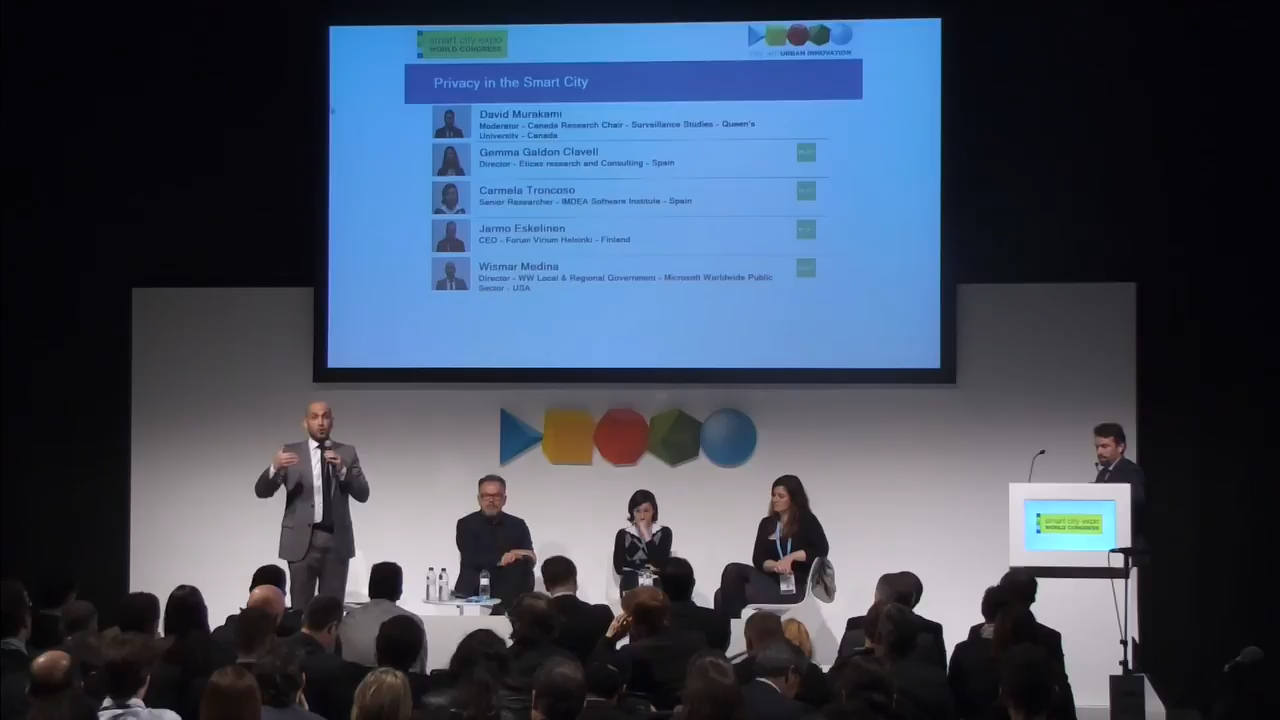 smart city expo
WORLD CONGRESS
URBAN INNOVATION
Privacy in the Smart City
David Murakami
Moderator - Canada Research Chair - Surveillance Studies - Queen's
University - Canada
Gemma Galdon Clavell
Director - Eticas research and Consulting - Spain
Carmela Troncoso
Senior Researcher - IMDEA Software Institute - Spain
Jarmo Eskelinen
CEO - Forum Virium Helsinki - Finland
Wismar Medina
Director - WW Local & Regional Government - Microsoft Worldwide Public
Sector - USA
smart city expo
WORLD CONGRESS